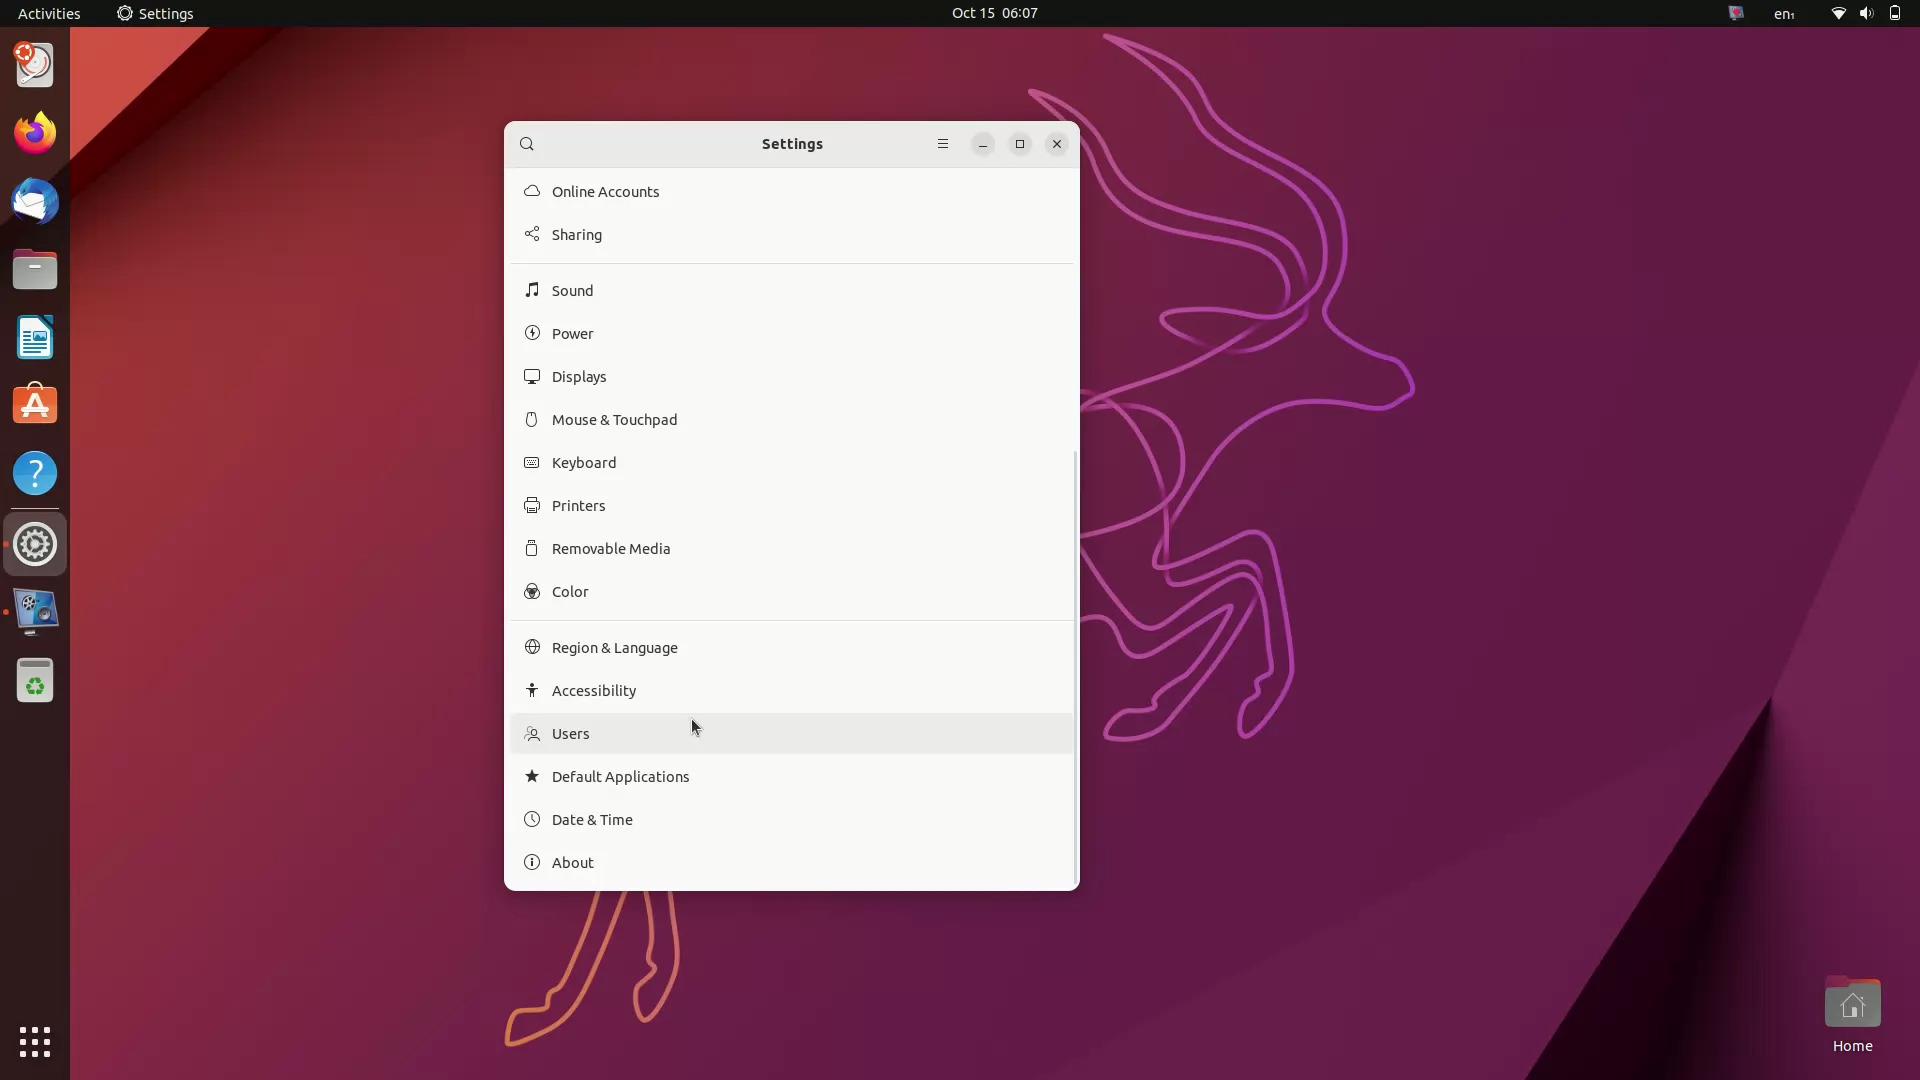 Activities
Settings
Oct 15 06:07
en₁
Settings
Online Accounts
Sharing
Sound
Power
Displays
Mouse & Touchpad
Keyboard
Printers
Removable Media
Color
Region & Language
Accessibility
Users
Default Applications
Date & Time
About
Home